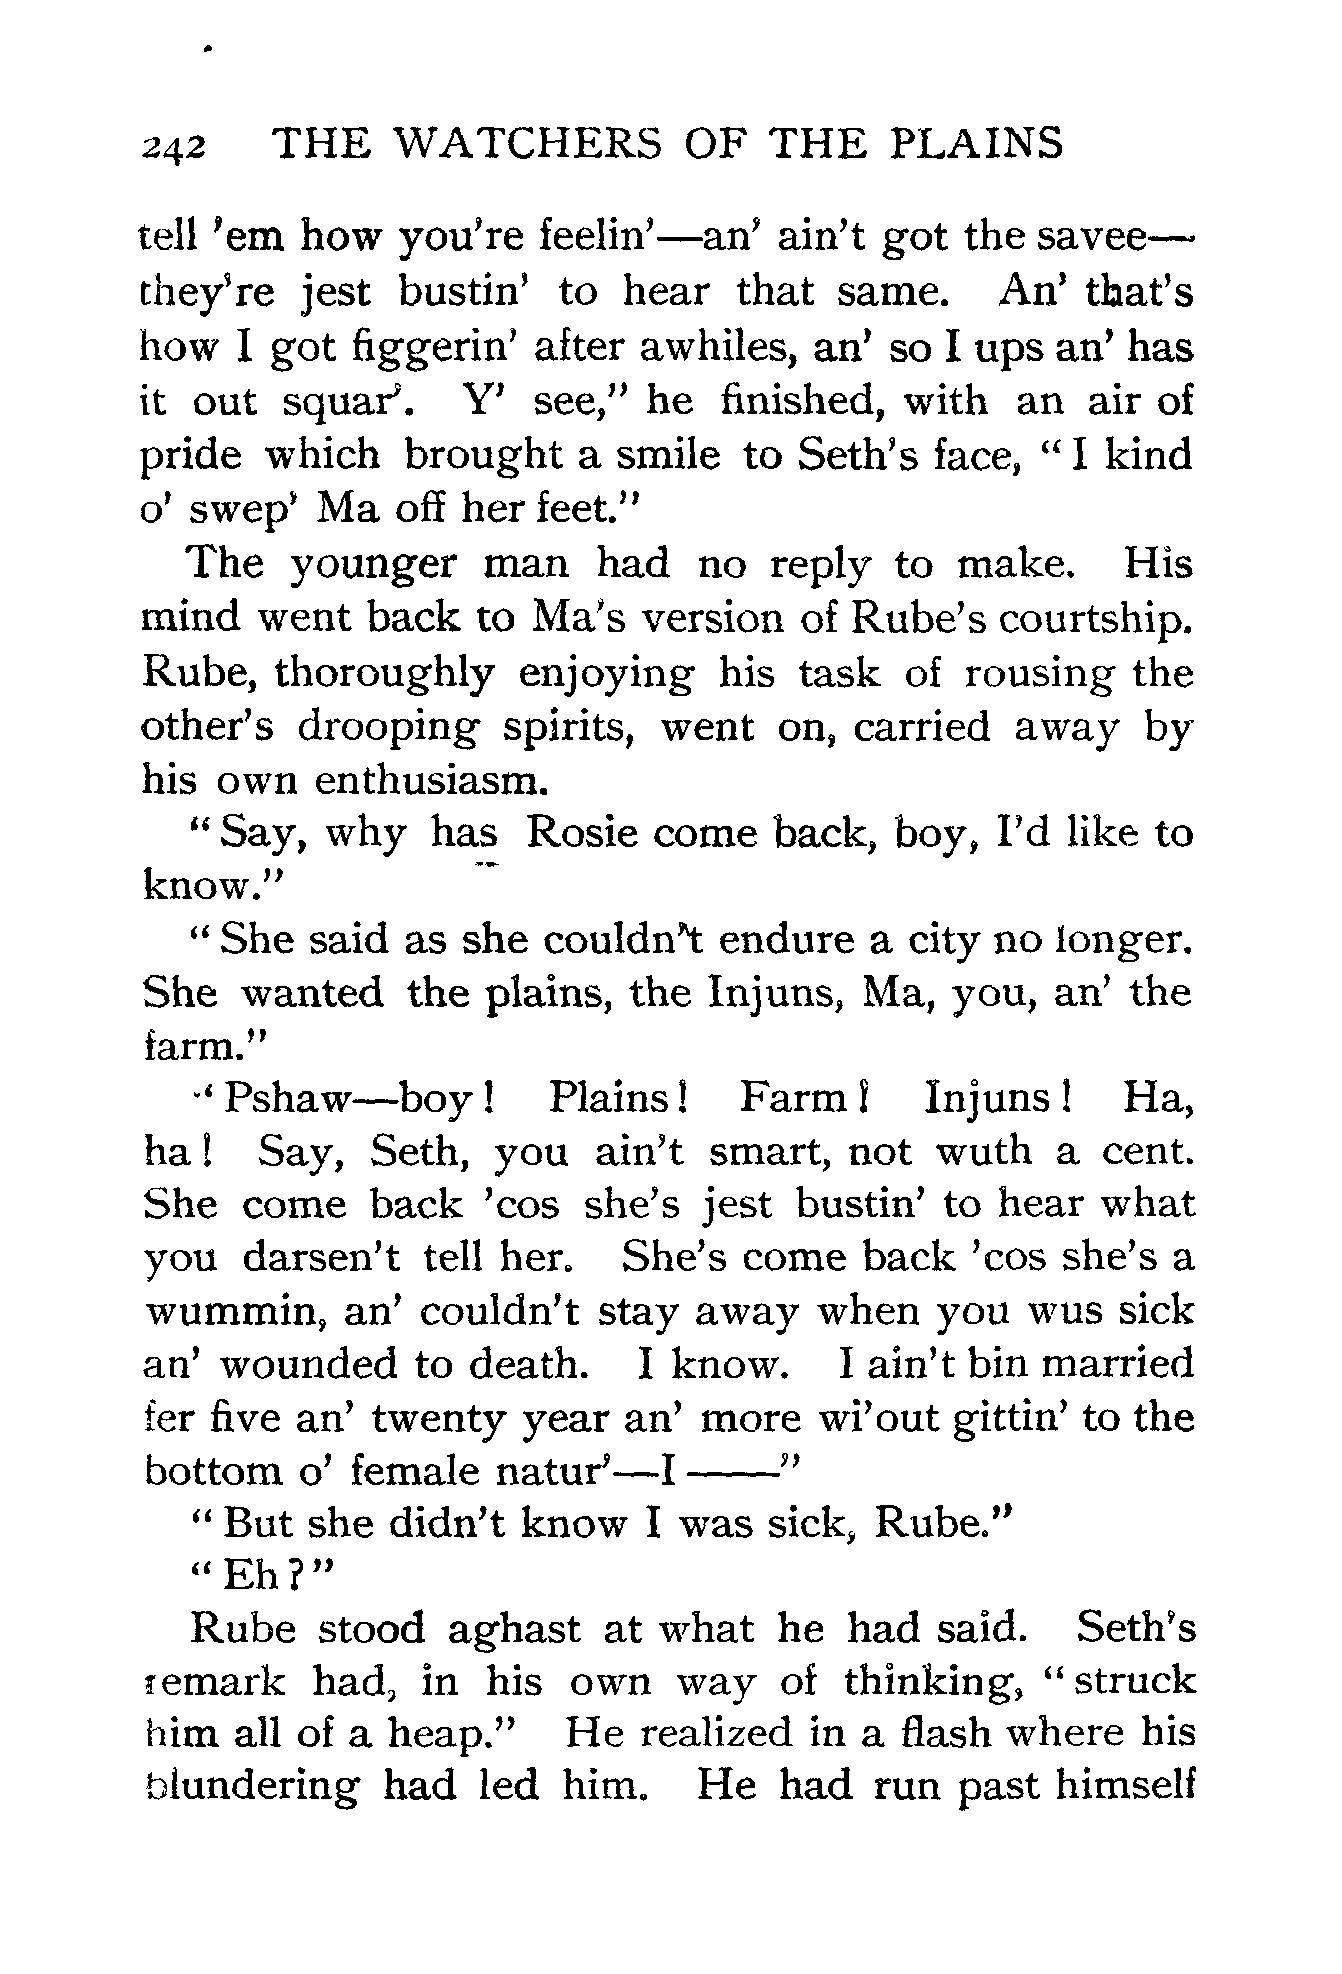 242 THE WATCHERS OF THE PLAINS
tell 'em how you're feelin'—an' ain't got the savee—
they're jest bustin' to hear that same. An' that's
how I got figgerin' after awhiles, an' so I ups an' has
it out squar'. Y' see," he finished, with an air of
pride which brought a smile to Seth's face, "I kind
o' swep' Ma off her feet."
The younger man had no reply to make. His
mind went back to Ma's version of Rube's courtship.
Rube, thoroughly enjoying his task of rousing the
other's drooping spirits, went on, carried away by
his own enthusiasm.
"Say, why has Rosie come back, boy, I'd like to
know."
"She said as she couldn't endure a city no longer.
She wanted the plains, the Injuns, Ma, you, an' the
farm."
"Pshaw—boy! Plains! Farm! Injuns! Ha,
ha! Say, Seth, you ain't smart, not wuth a cent.
She come back 'cos she's jest bustin' to hear what
you darsen't tell her. She's come back 'cos she's a
wummin, an' couldn't stay away when you wus sick
an' wounded to death. I know. I ain't bin married
fer five an' twenty year an' more wi'out gittin' to the
bottom o' female natur'—I ——"
"But she didn't know I was sick, Rube."
"Eh?"
Rube stood aghast at what he had said. Seth's
remark had, in his own way of thinking, "struck
him all of a heap." He realized in a flash where his
blundering had led him. He had run past himself